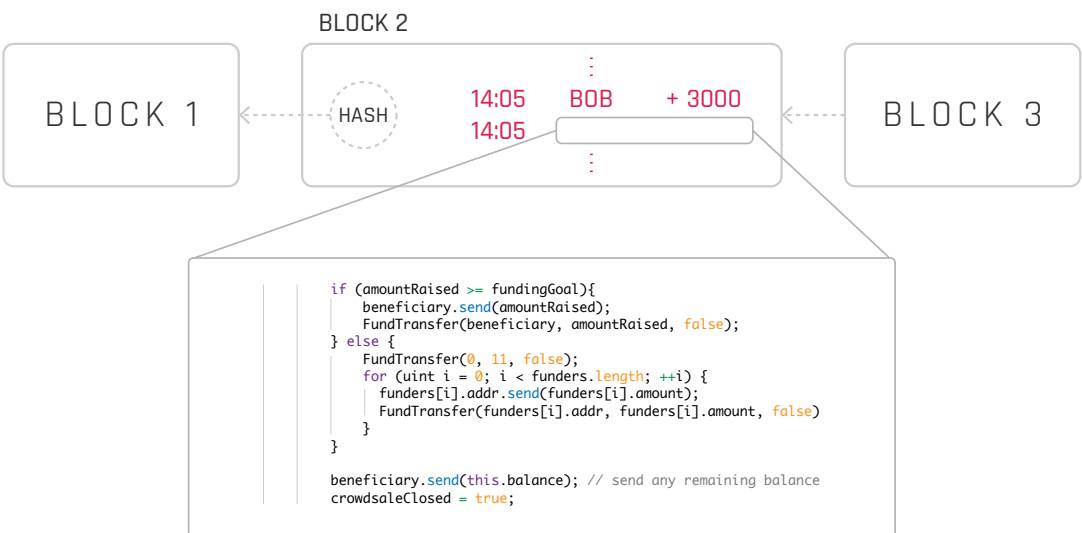 BLOCK 2
BLOCK 1
HASH
14:05 BOB + 3000
14:05
BLOCK 3
if (amountRaised >= fundingGoal){
beneficiary.send(amountRaised);
FundTransfer(beneficiary, amountRaised, false);
} else {
FundTransfer(0, 11, false);
for (uint i = 0; i < funders.length; ++i) {
funders[i].addr.send(funders[i].amount);
FundTransfer(funders[i].addr, funders[i].amount, false)
}
}
beneficiary.send(this.balance); // send any remaining balance
crowdsaleClosed = true;